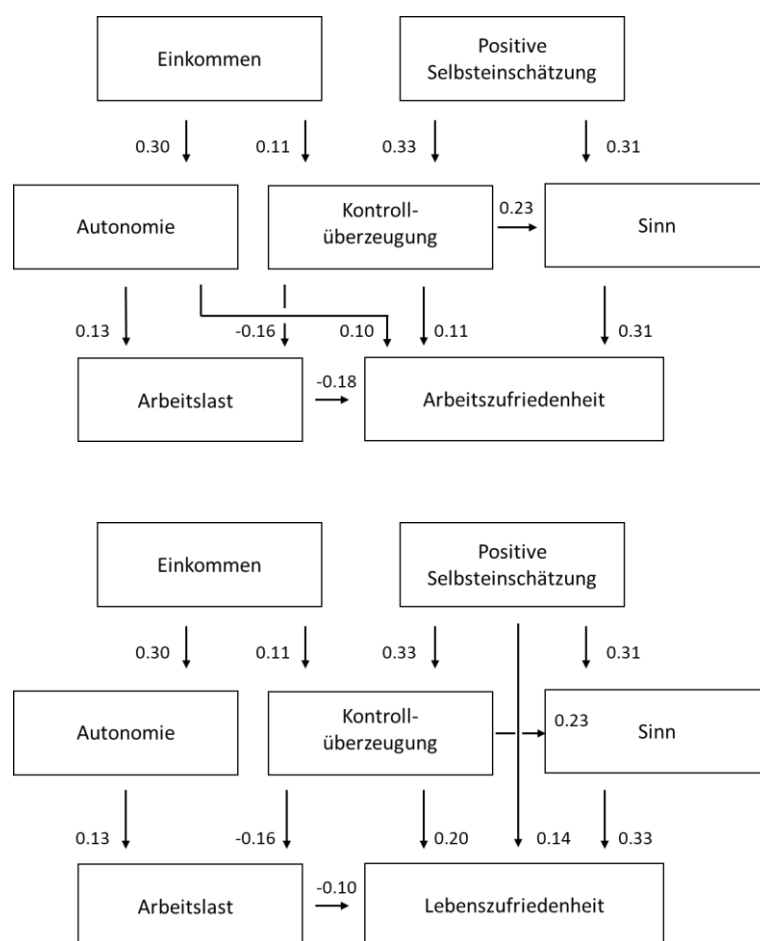 Einkommen
Positive
Selbsteinschätzung
0.30
0.11
0.33
0.31
Autonomie
Kontroll-
überzeugung
0.23
Sinn
0.13
-0.16
0.10
0.11
0.31
Arbeitslast
-0.18
Arbeitszufriedenheit
Einkommen
Positive
Selbsteinschätzung
0.30
0.11
0.33
0.31
Autonomie
Kontroll-
überzeugung
0.23
Sinn
0.13
-0.16
0.20
0.14
0.33
Arbeitslast
-0.10
Lebenszufriedenheit